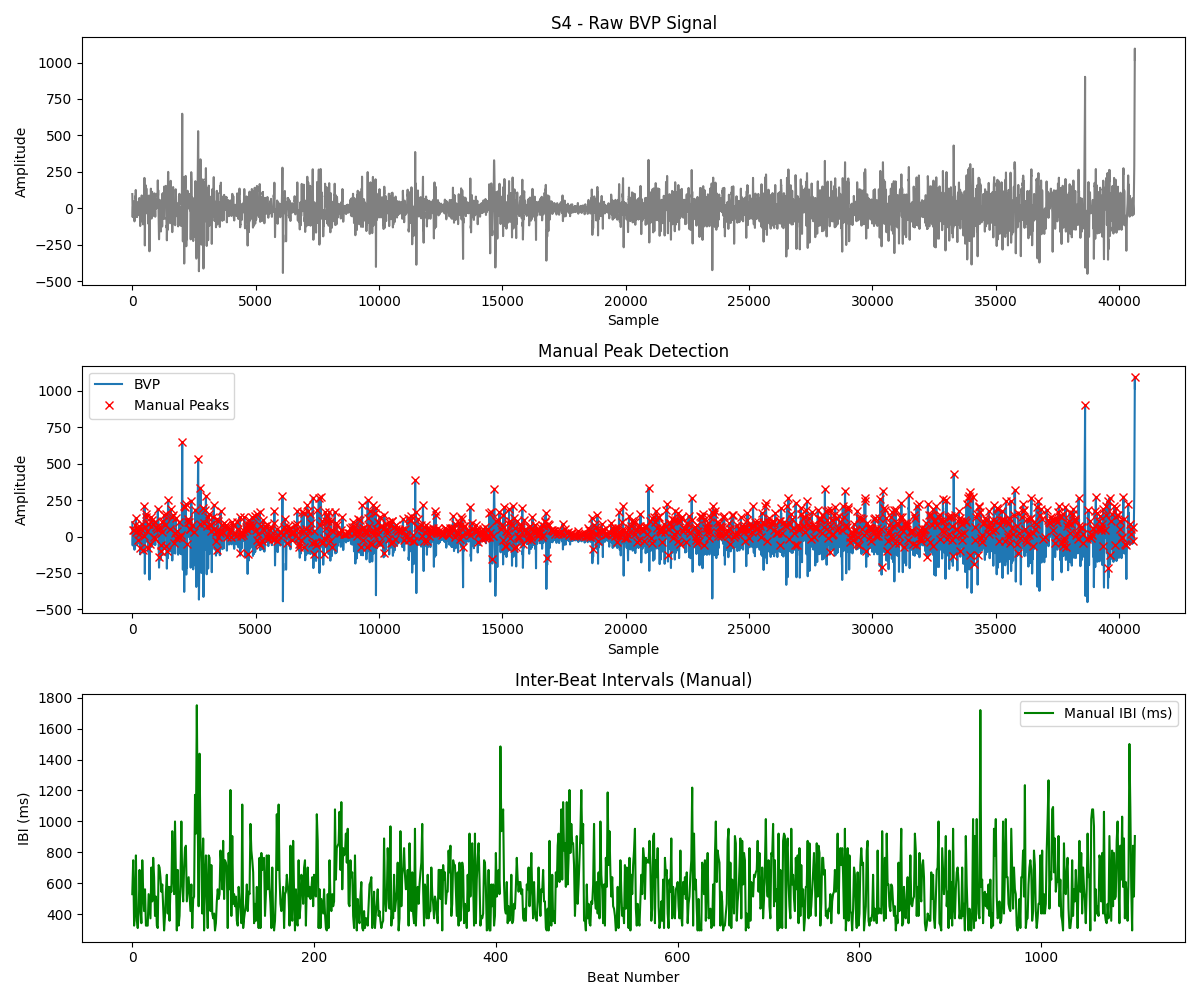 S4 - Raw BVP Signal
Amplitude
1000
750
500
250
0
−250
−500
0 5000 10000 15000 20000 25000 30000 35000 40000
Sample
Manual Peak Detection
BVP
Manual Peaks
Amplitude
1000
750
500
250
0
−250
−500
0 5000 10000 15000 20000 25000 30000 35000 40000
Sample
Inter-Beat Intervals (Manual)
Manual IBI (ms)
IBI (ms)
1800
1600
1400
1200
1000
800
600
400
0 200 400 600 800 1000
Beat Number